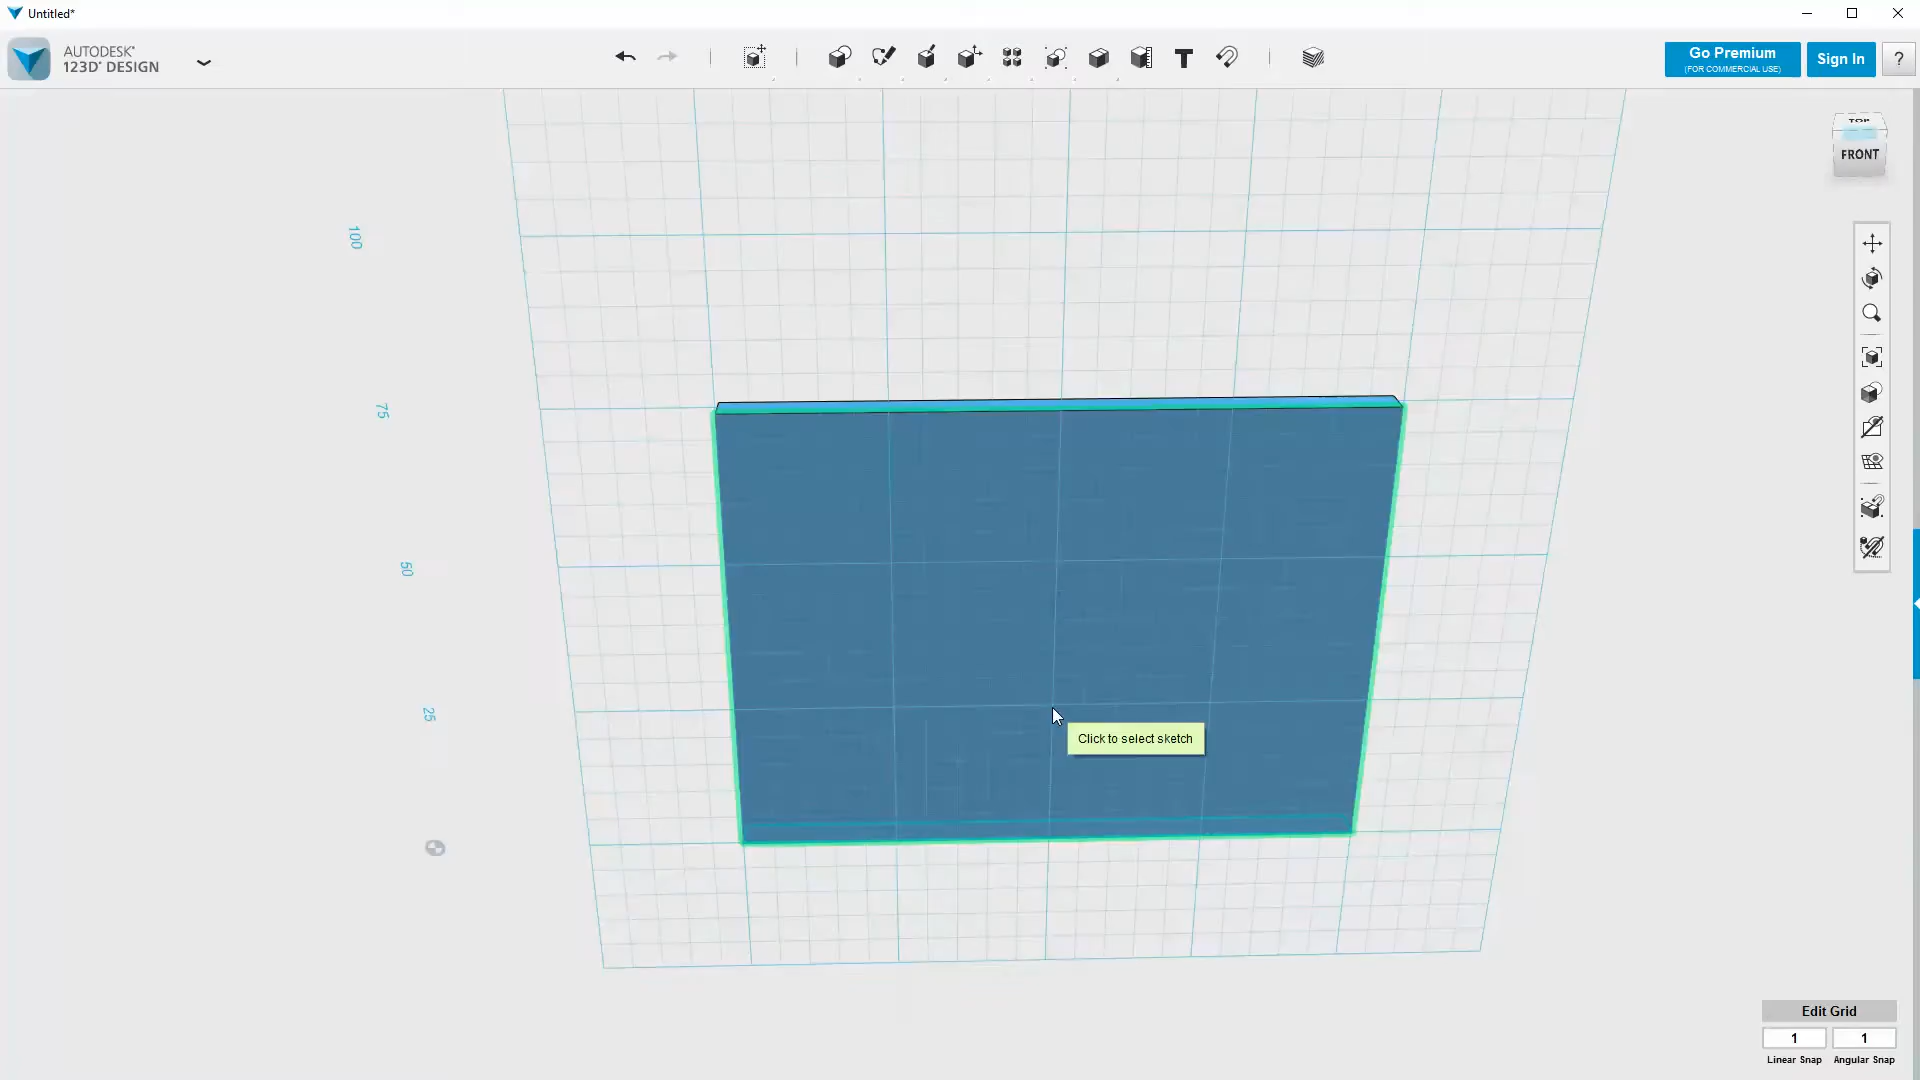 Untitled*
AUTODESK®
123D® DESIGN
Go Premium
(FOR COMMERCIAL USE)
Sign In
?
TOP
FRONT
100
75
50
25
Click to select sketch
Edit Grid
1
1
Linear Snap
Angular Snap